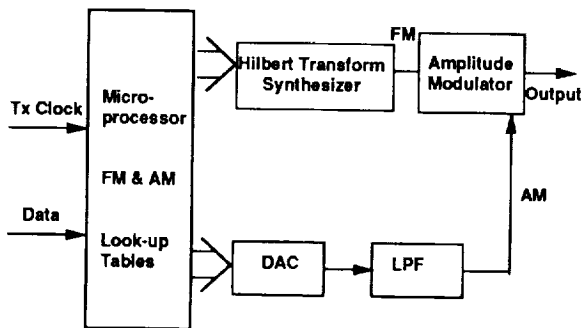 Tx Clock
Data
Micro-
processor
FM & AM
Look-up
Tables
Hilbert Transform
Synthesizer
FM
Amplitude
Modulator
Output
AM
DAC
LPF